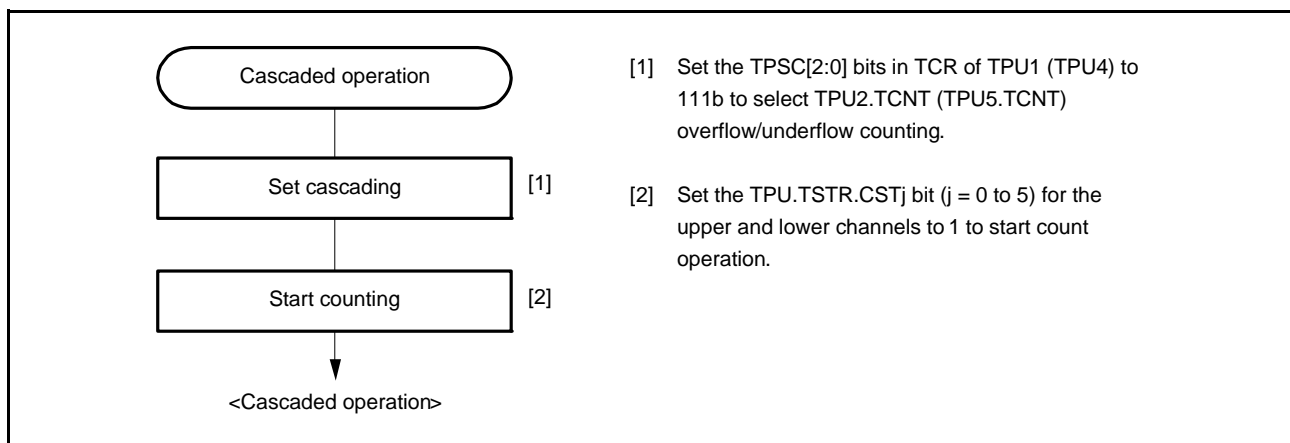 Cascaded operation
Set cascading
[1]
Start counting
[2]
<Cascaded operation>
[1] Set the TPSC[2:0] bits in TCR of TPU1 (TPU4) to
111b to select TPU2.TCNT (TPU5.TCNT)
overflow/underflow counting.
[2] Set the TPU.TSTR.CSTj bit (j = 0 to 5) for the
upper and lower channels to 1 to start count
operation.